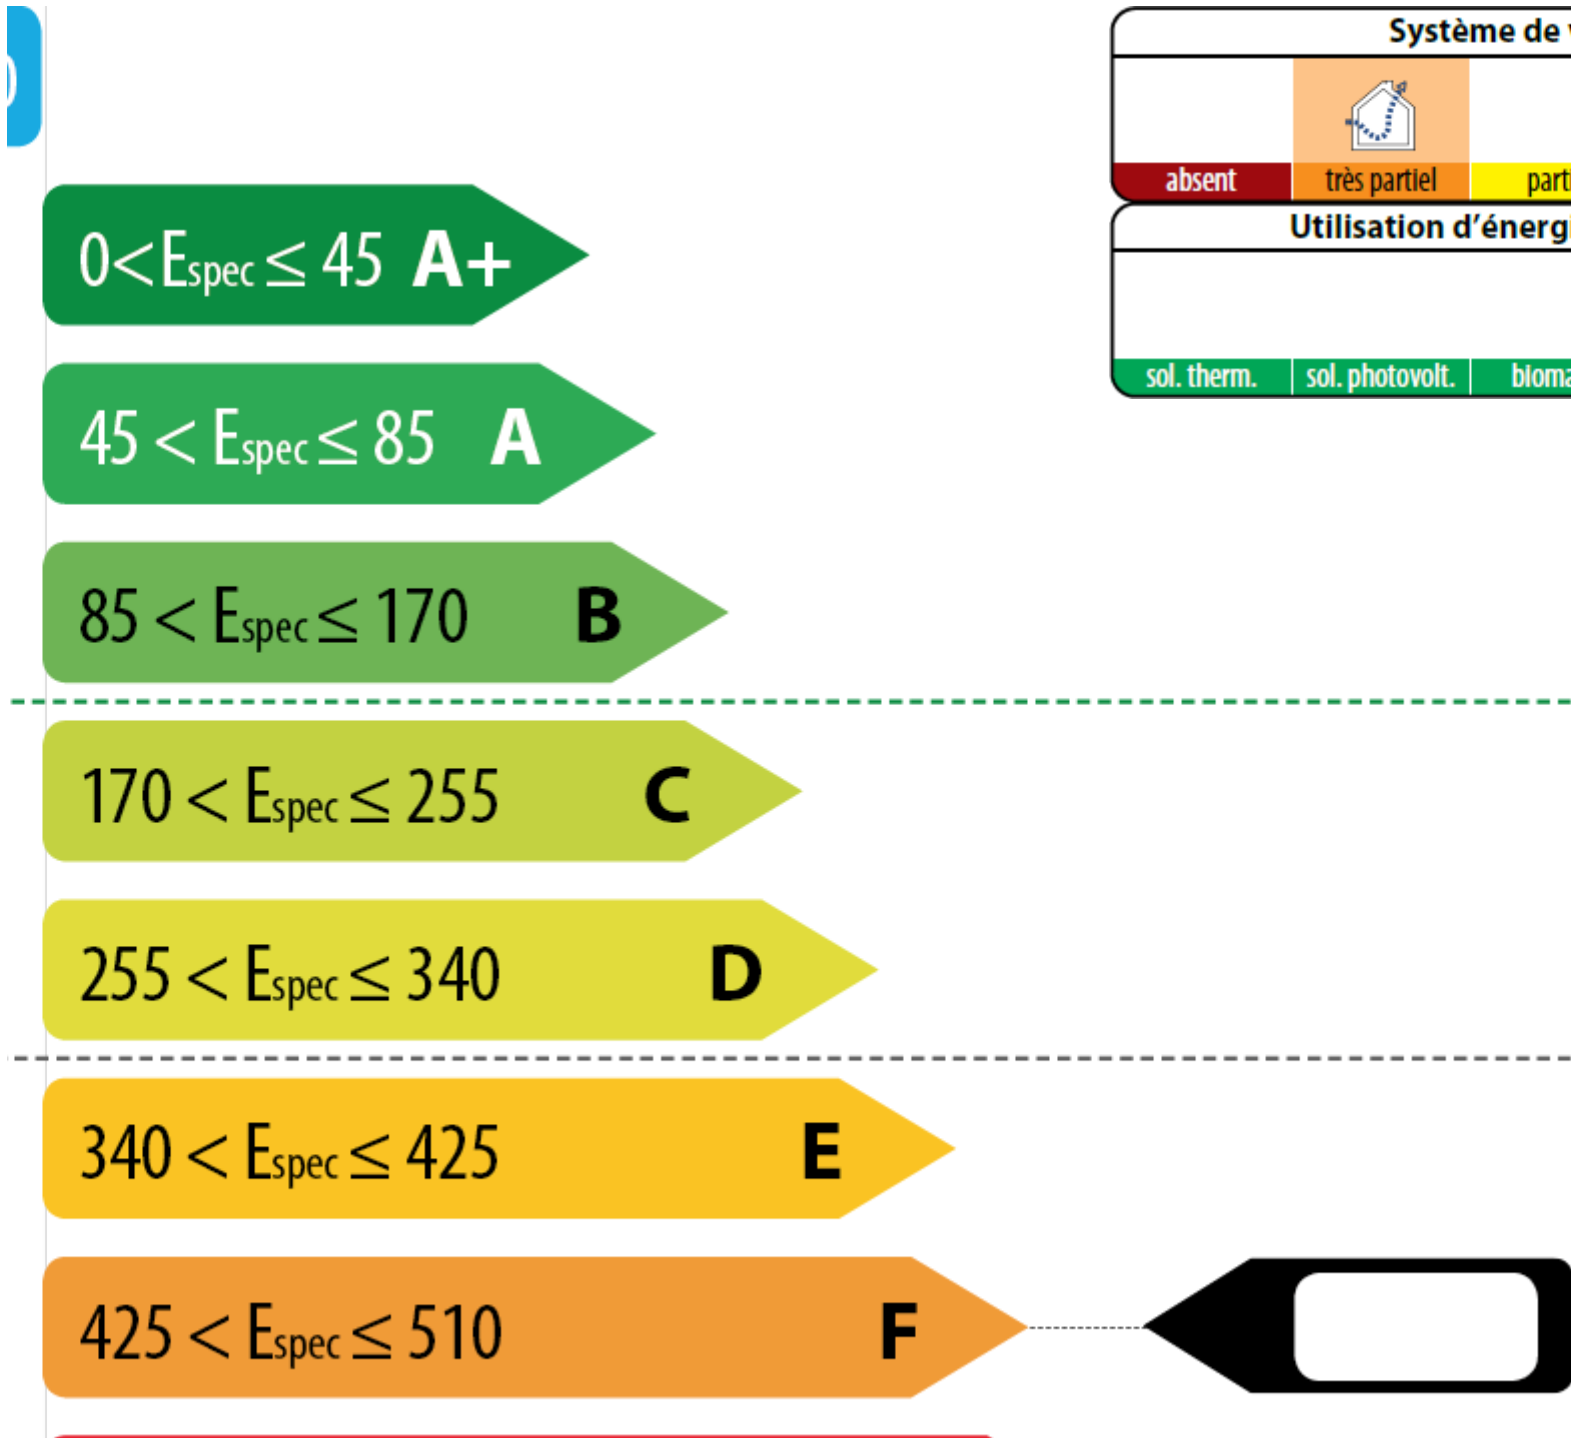 Système de
absent très partiel
Utilisation d’énergi
sol. therm. sol. photovolt.
0<Espec ≤ 45 A+
45 < Espec ≤ 85 A
85 < Espec ≤ 170 B
170 < Espec ≤ 255 C
255 < Espec ≤ 340 D
340 < Espec ≤ 425 E
425 < Espec ≤ 510 F